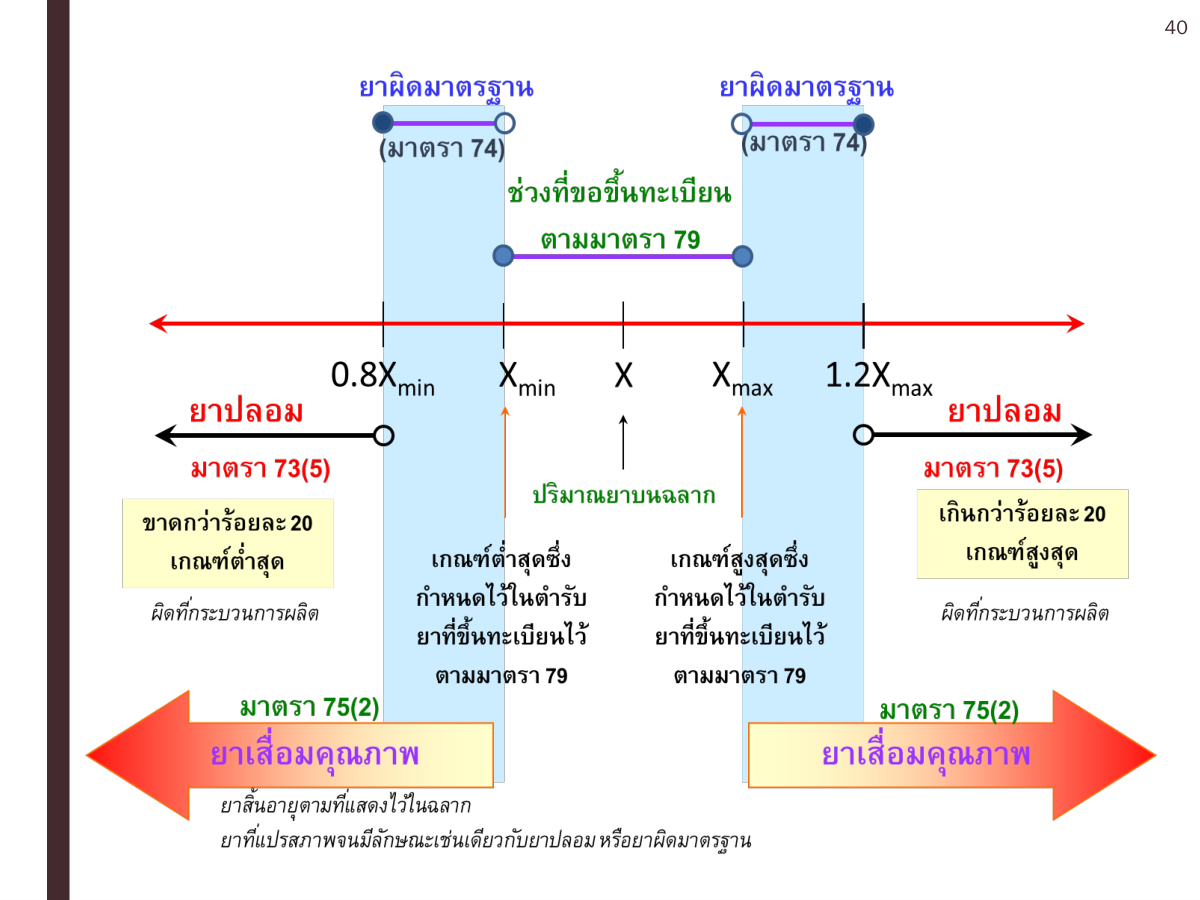 40
ยาผิดมาตรฐาน
ยาผิดมาตรฐาน
(มาตรา 74)
(มาตรา 74)
ช่วงที่ขอขึ้นทะเบียน
ตามมาตรา 79
0.8Xmin
Xmin
X
Xmax
1.2Xmax
ยาปลอม
ยาปลอม
มาตรา 73(5)
มาตรา 73(5)
ปริมาณยาบนฉลาก
ขาดกว่าร้อยละ 20
เกณฑ์ต่ำสุด
เกินกว่าร้อยละ 20
เกณฑ์สูงสุด
ผิดที่กระบวนการผลิต
ผิดที่กระบวนการผลิต
เกณฑ์ต่ำสุดซึ่ง
กำหนดไว้ในตำรับ
ยาที่ขึ้นทะเบียนไว้
ตามมาตรา 79
เกณฑ์สูงสุดซึ่ง
กำหนดไว้ในตำรับ
ยาที่ขึ้นทะเบียนไว้
ตามมาตรา 79
มาตรา 75(2)
ยาเสื่อมคุณภาพ
มาตรา 75(2)
ยาเสื่อมคุณภาพ
ยาสิ้นอายุตามที่แสดงไว้ในฉลาก
ยาที่แปรสภาพจนมีลักษณะเช่นเดียวกับยาปลอม หรือยาผิดมาตรฐาน